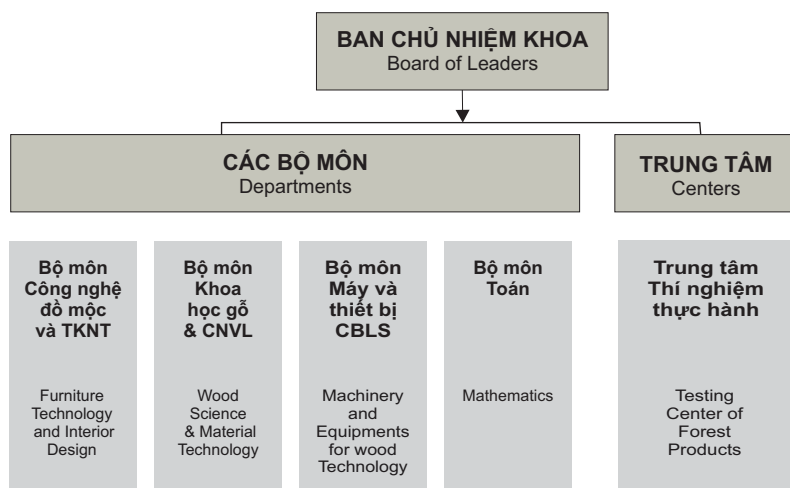 BAN CHỦ NHIỆM KHOA
Board of Leaders
CÁC BỘ MÔN
Departments
TRUNG TÂM
Centers
Bộ môn
Công nghệ
đồ mộc
và TKNT
Furniture
Technology
and Interior
Design
Bộ môn
Khoa
học gỗ
& CNVL
Wood
Science
& Material
Technology
Bộ môn
Máy và
thiết bị
CBLS
Machinery
and
Equipments
for wood
Technology
Bộ môn
Toán
Mathematics
Trung tâm
Thí nghiệm
thực hành
Testing
Center of
Forest
Products